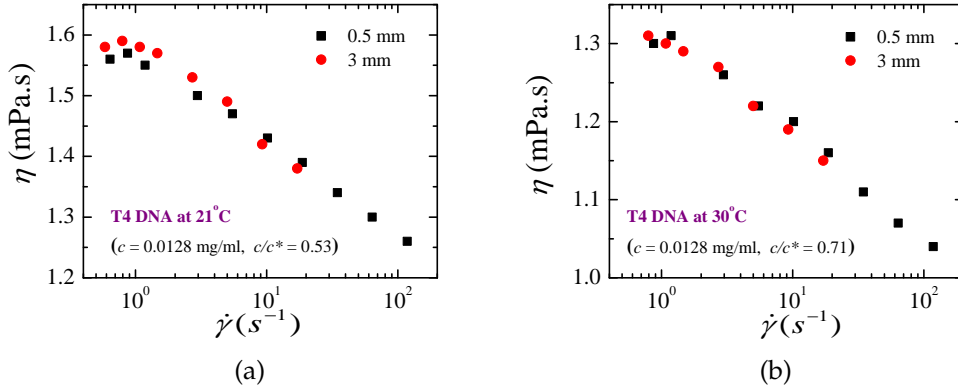 1.6
1.5
1.4
1.3
1.2
η (mPa.s)
0.5 mm
3 mm
T4 DNA at 21°C
(c = 0.0128 mg/ml, c/c* = 0.53)
10⁰ 10¹ 10²
γ̇ (s⁻¹)
(a)
1.3
1.2
1.1
1.0
η (mPa.s)
0.5 mm
3 mm
T4 DNA at 30°C
(c = 0.0128 mg/ml, c/c* = 0.71)
10⁰ 10¹ 10²
γ̇ (s⁻¹)
(b)